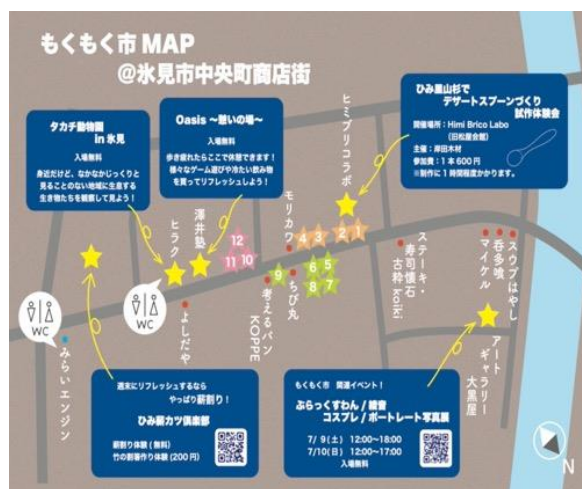 もくもく市 MAP
@氷見市中央町商店街
タカチ動物園
in 氷見
入場無料
身近だけど、なかなかじっくりと
見ることのない地域に生息する
生き物たちを観察して見よう！
Oasis 〜憩いの場〜
入場無料
歩き疲れたらここで休憩できます！
様々なゲーム遊びや冷たい飲み物
を買ってリフレッシュしよう！
ヒミブリコラボ
ひみ里山杉で
デザートスプーンづくり
試作体験会
開催場所：Himi Brico Labo
(旧松屋会館)
主催：岸田木材
参加費：1本600円
※制作に1時間程度かかります。
ヒラク
澤井塾
モリカワ
12
11 10
4 3
2 1
9
6 5
8 7
WC
WC
みらいエンジン
よしだや
考えるパン
KOPPE
ちび丸
ステーキ・
寿司懐石
古粋 koiki
マイケル
呑多喰
スウプはやし
アート
ギャラリー
大黒屋
週末にリフレッシュするなら
やっぱり薪割り！
ひみ薪カツ倶楽部
薪割り体験 (無料)
竹の割箸作り体験 (200円)
もくもく市 関連イベント！
ぶらっくすわん / 綾音
コスプレ / ポートレート写真展
7/ 9(土) 12:00〜18:00
7/10(日) 12:00〜17:00
入場無料
N